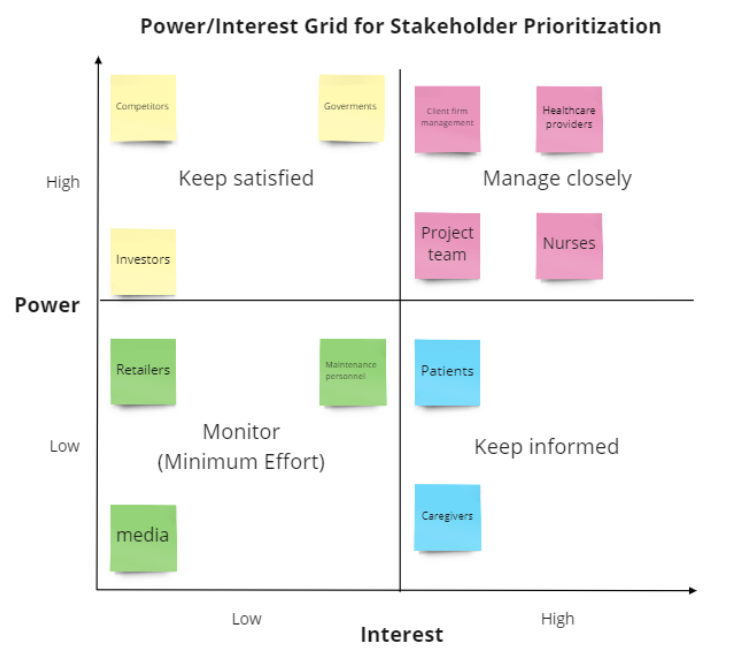 Power/Interest Grid for Stakeholder Prioritization
Competitors
Goverments
Client firm
management
Healthcare
providers
High
Keep satisfied
Manage closely
Investors
Project
team
Nurses
Power
Retailers
Maintenance
personnel
Patients
Low
Monitor
(Minimum Effort)
Keep informed
media
Caregivers
Low
High
Interest